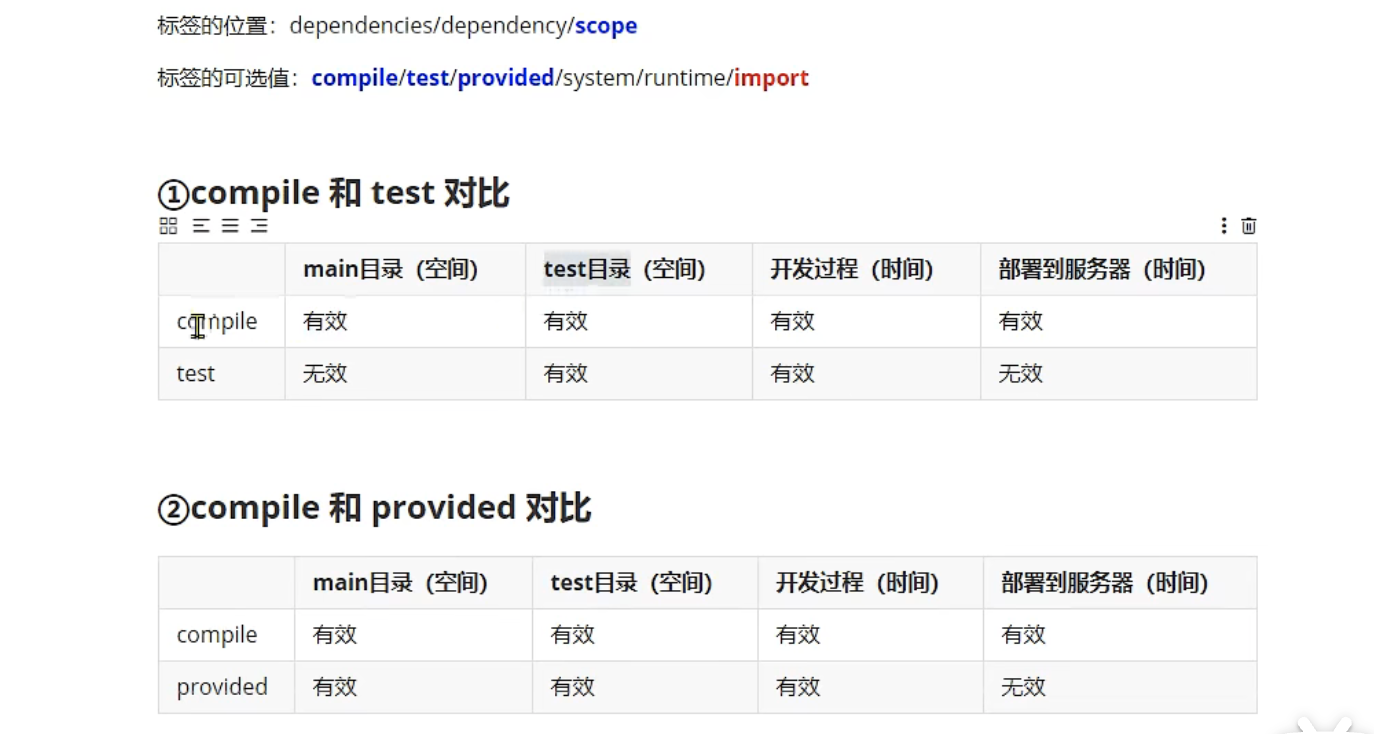 标签的位置：dependencies/dependency/scope
标签的可选值：compile/test/provided/system/runtime/import
①compile 和 test 对比
main目录（空间） test目录（空间） 开发过程（时间） 部署到服务器（时间）
compile 有效 有效 有效 有效
test 无效 有效 有效 无效
②compile 和 provided 对比
main目录（空间） test目录（空间） 开发过程（时间） 部署到服务器（时间）
compile 有效 有效 有效 有效
provided 有效 有效 有效 无效